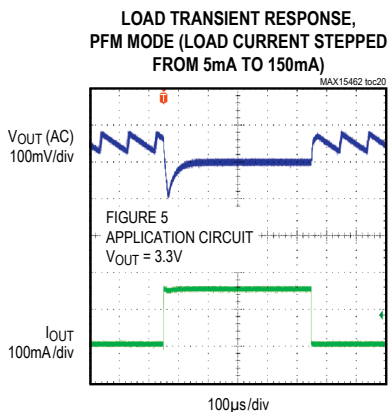 LOAD TRANSIENT RESPONSE,
PFM MODE (LOAD CURRENT STEPPED
FROM 5mA TO 150mA)
MAX15462 toc20
T
VOUT (AC)
100mV/div
FIGURE 5
APPLICATION CIRCUIT
VOUT = 3.3V
IOUT
100mA/div
100µs/div